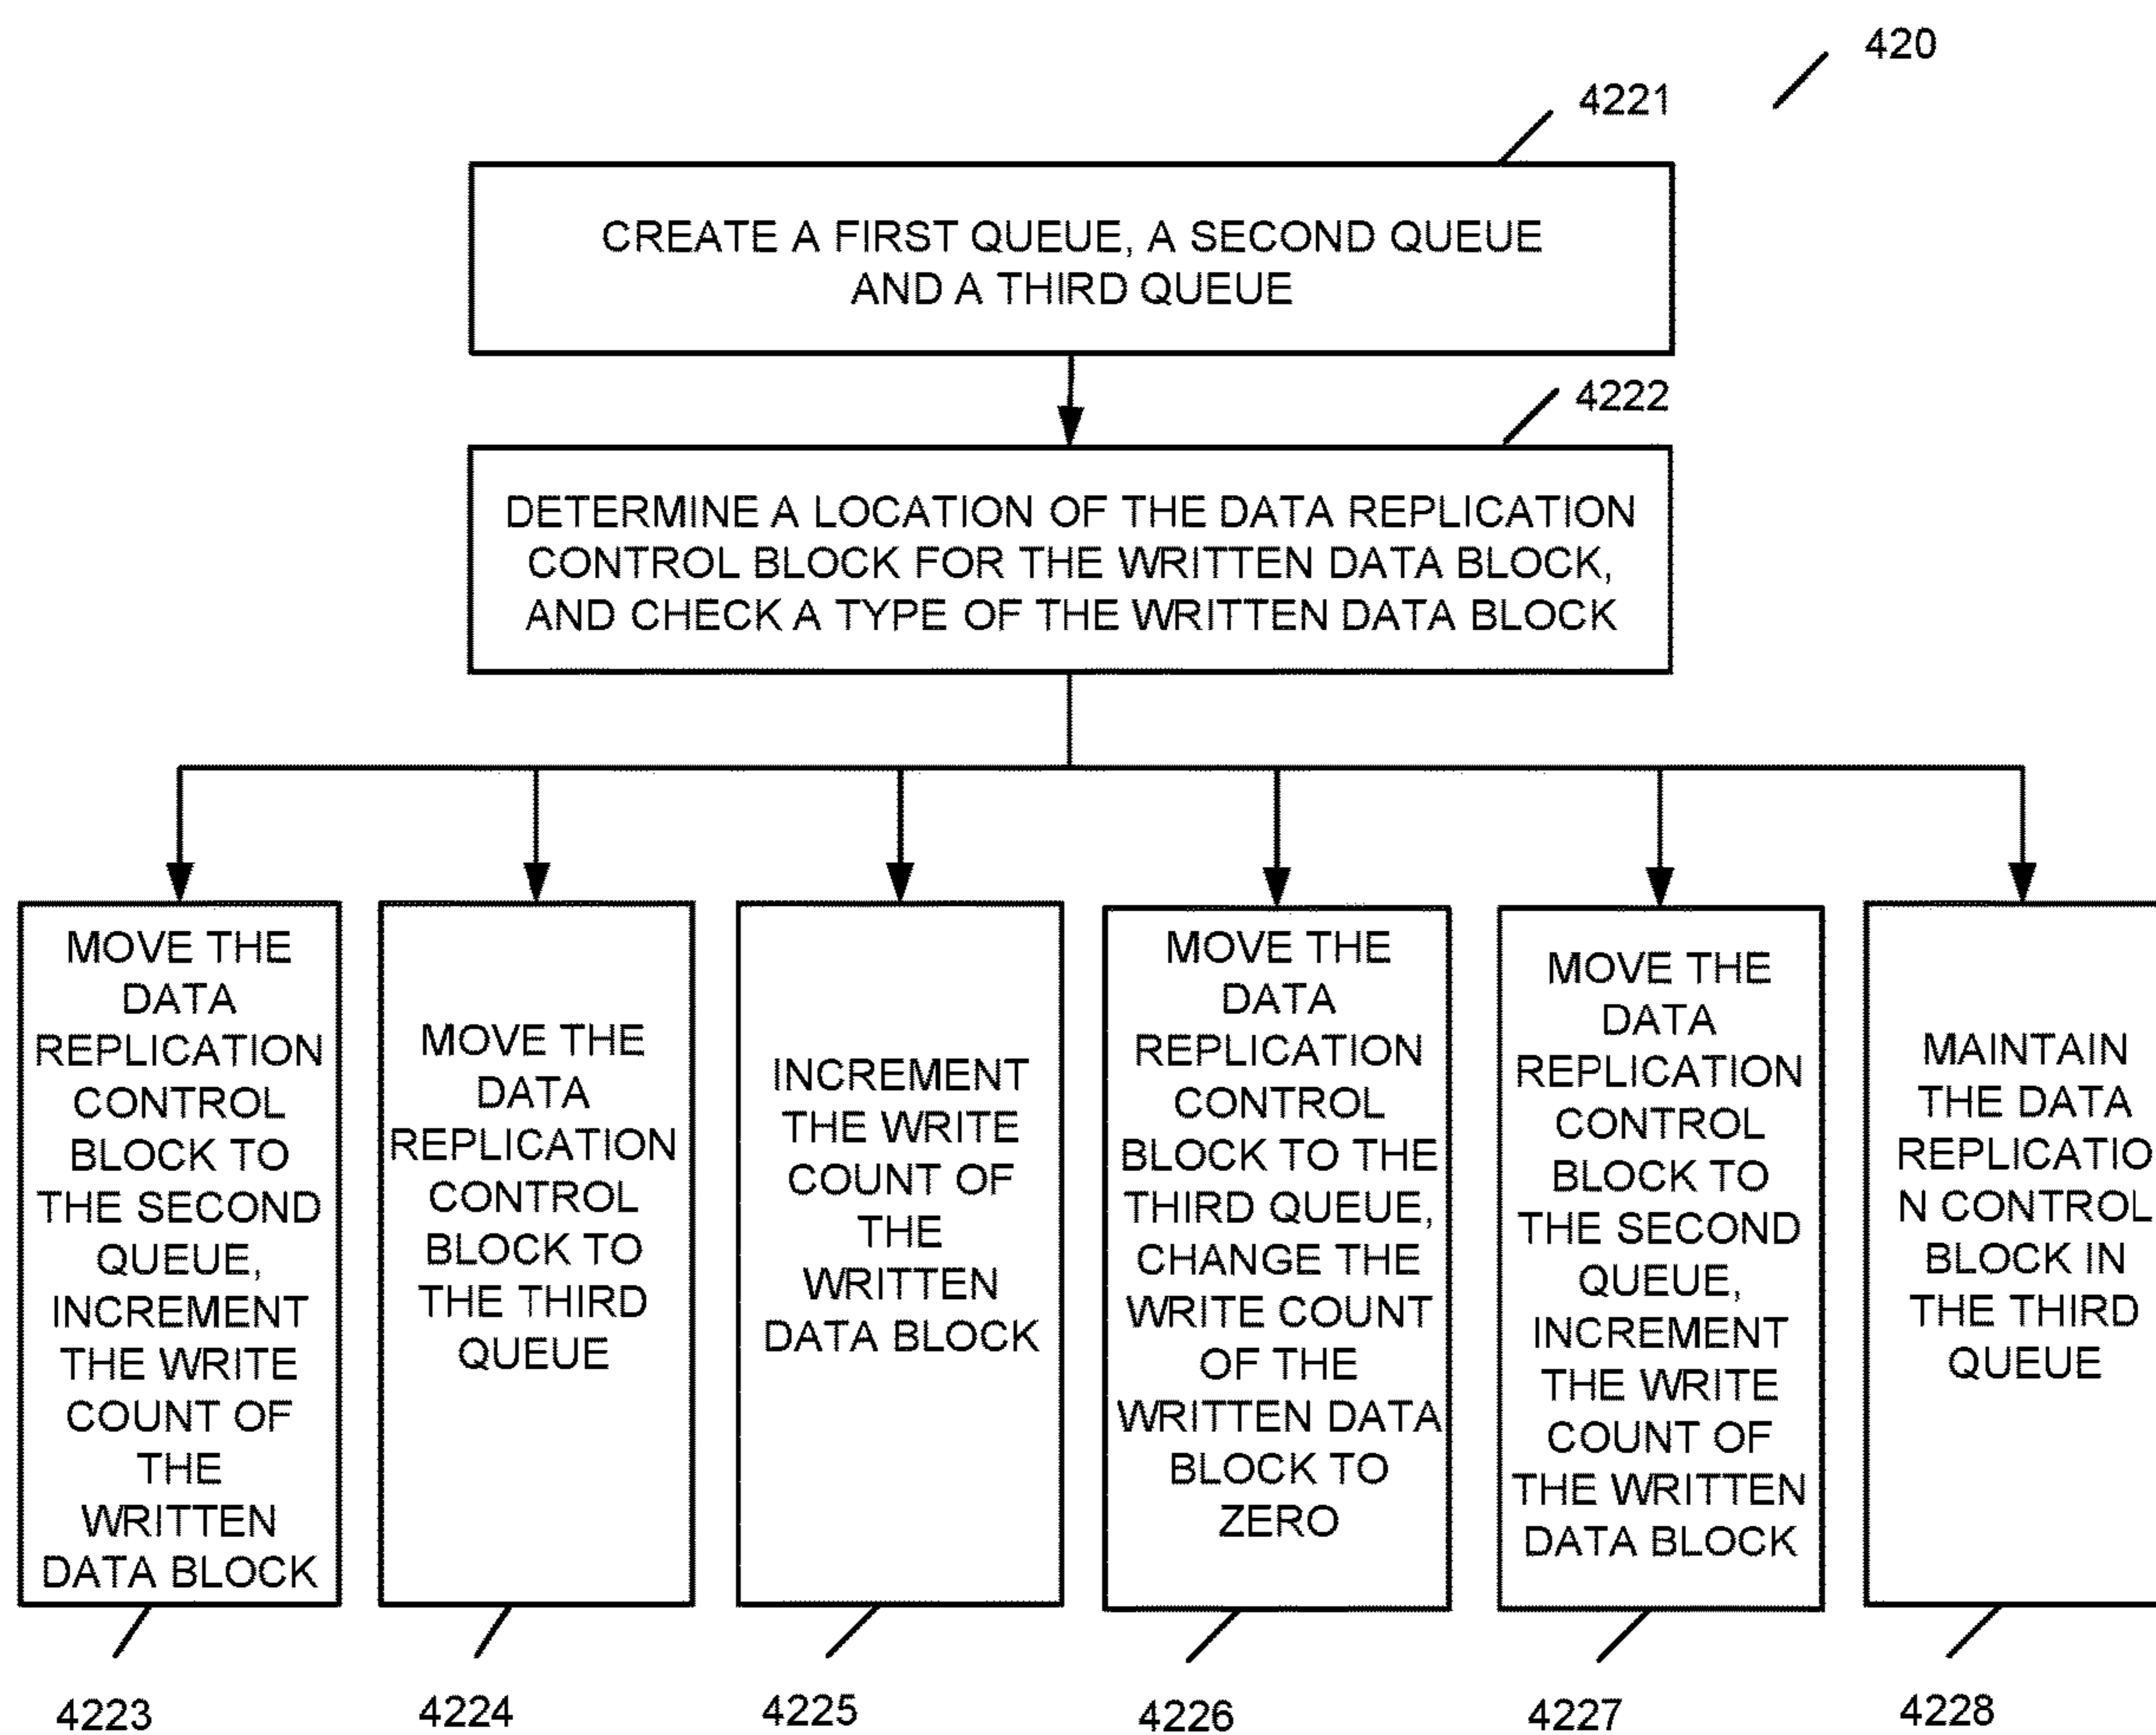 420
4221
CREATE A FIRST QUEUE, A SECOND QUEUE
AND A THIRD QUEUE
4222
DETERMINE A LOCATION OF THE DATA REPLICATION
CONTROL BLOCK FOR THE WRITTEN DATA BLOCK,
AND CHECK A TYPE OF THE WRITTEN DATA BLOCK
MOVE THE
DATA
REPLICATION
CONTROL
BLOCK TO
THE SECOND
QUEUE,
INCREMENT
THE WRITE
COUNT OF
THE
WRITTEN
DATA BLOCK
MOVE THE
DATA
REPLICATION
CONTROL
BLOCK TO
THE THIRD
QUEUE
INCREMENT
THE WRITE
COUNT OF
THE
WRITTEN
DATA BLOCK
MOVE THE
DATA
REPLICATION
CONTROL
BLOCK TO THE
THIRD QUEUE,
CHANGE THE
WRITE COUNT
OF THE
WRITTEN DATA
BLOCK TO
ZERO
MOVE THE
DATA
REPLICATION
CONTROL
BLOCK TO
THE SECOND
QUEUE,
INCREMENT
THE WRITE
COUNT OF
THE WRITTEN
DATA BLOCK
MAINTAIN
THE DATA
REPLICATIO
N CONTROL
BLOCK IN
THE THIRD
QUEUE
4223
4224
4225
4226
4227
4228